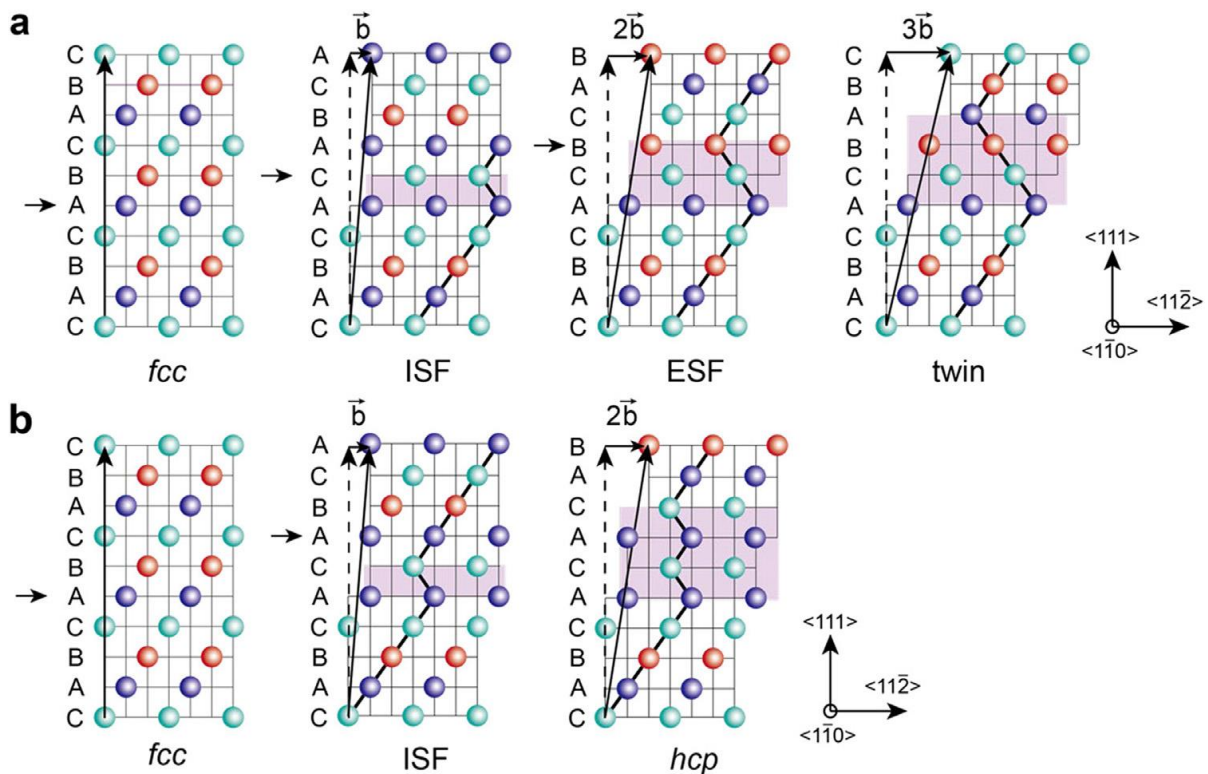 a
b⃗ 2b⃗ 3b⃗
C A B C
B C A B
A B C A
C A B B
B C C C
A A A A
C C C C
B B B B
A A A A
C C C C
fcc ISF ESF twin
<111>
<112̄>
<11̄0>
b
b⃗ 2b⃗
C A B
B C A
A B C
C A A
B C C
A A A
C C C
B B B
A A A
C C C
fcc ISF hcp
<111>
<112̄>
<11̄0>